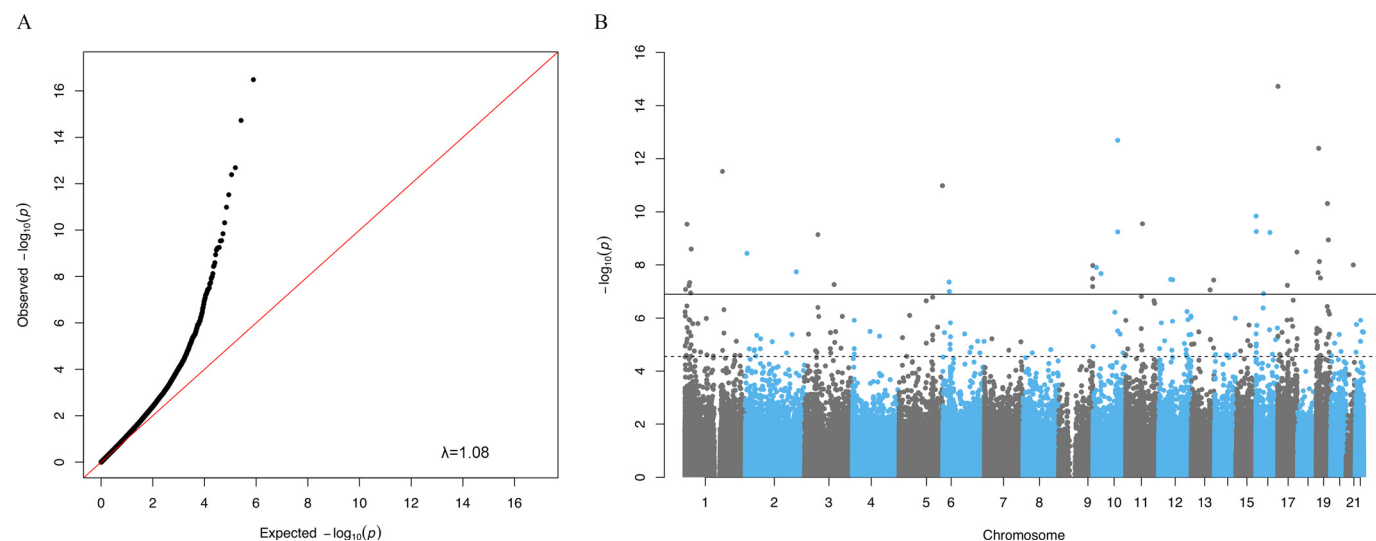 A
16
14
12
10
8
6
4
2
0
Observed −log10(p)
λ=1.08
0 2 4 6 8 10 12 14 16
Expected −log10(p)
B
16
14
12
10
8
6
4
2
0
−log10(p)
1 2 3 4 5 6 7 8 9 10 11 12 13 15 17 19 21
Chromosome